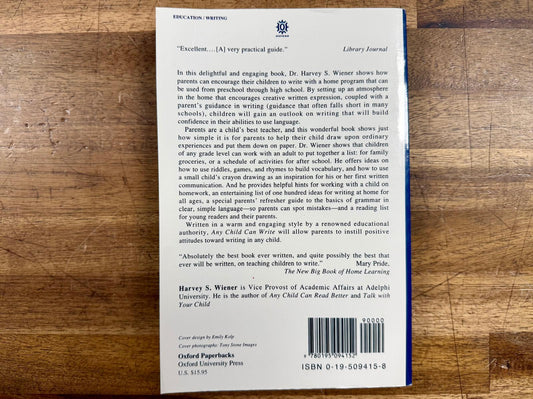 EDUCATION / WRITING
OXFORD
"Excellent.…[A] very practical guide." Library Journal
In this delightful and engaging book, Dr. Harvey S. Wiener shows how
parents can encourage their children to write with a home program that can
be used from preschool through high school. By setting up an atmosphere
in the home that encourages creative written expression, coupled with a
parent's guidance in writing (guidance that often falls short in many
schools), children will gain an outlook on writing that will build
confidence in their abilities to use language.
Parents are a child's best teacher, and this wonderful book shows just
how simple it is for parents to help their child draw upon ordinary
experiences and put them down on paper. Dr. Wiener shows that children
of any grade level can work with an adult to put together a list: for family
groceries, or a schedule of activities for after school. He offers ideas on
how to use riddles, games, and rhymes to build vocabulary, and how to use
a small child's crayon drawing as an inspiration for his or her first written
communication. And he provides helpful hints for working with a child on
homework, an entertaining list of one hundred ideas for writing at home for
all ages, a special parents' refresher guide to the basics of grammar in
clear, simple language—so parents can spot mistakes—and a reading list
for young readers and their parents.
Written in a warm and engaging style by a renowned educational
authority, Any Child Can Write will allow parents to instill positive
attitudes toward writing in any child.
"Absolutely the best book ever written, and quite possibly the best that
ever will be written, on teaching children to write." Mary Pride,
The New Big Book of Home Learning
Harvey S. Wiener is Vice Provost of Academic Affairs at Adelphi
University. He is the author of Any Child Can Read Better and Talk with
Your Child
90000
Cover design by Emily Kolp
Cover photographs: Tony Stone Images
Oxford Paperbacks
Oxford University Press
U.S. $15.95
9 780195 094152
ISBN 0-19-509415-8